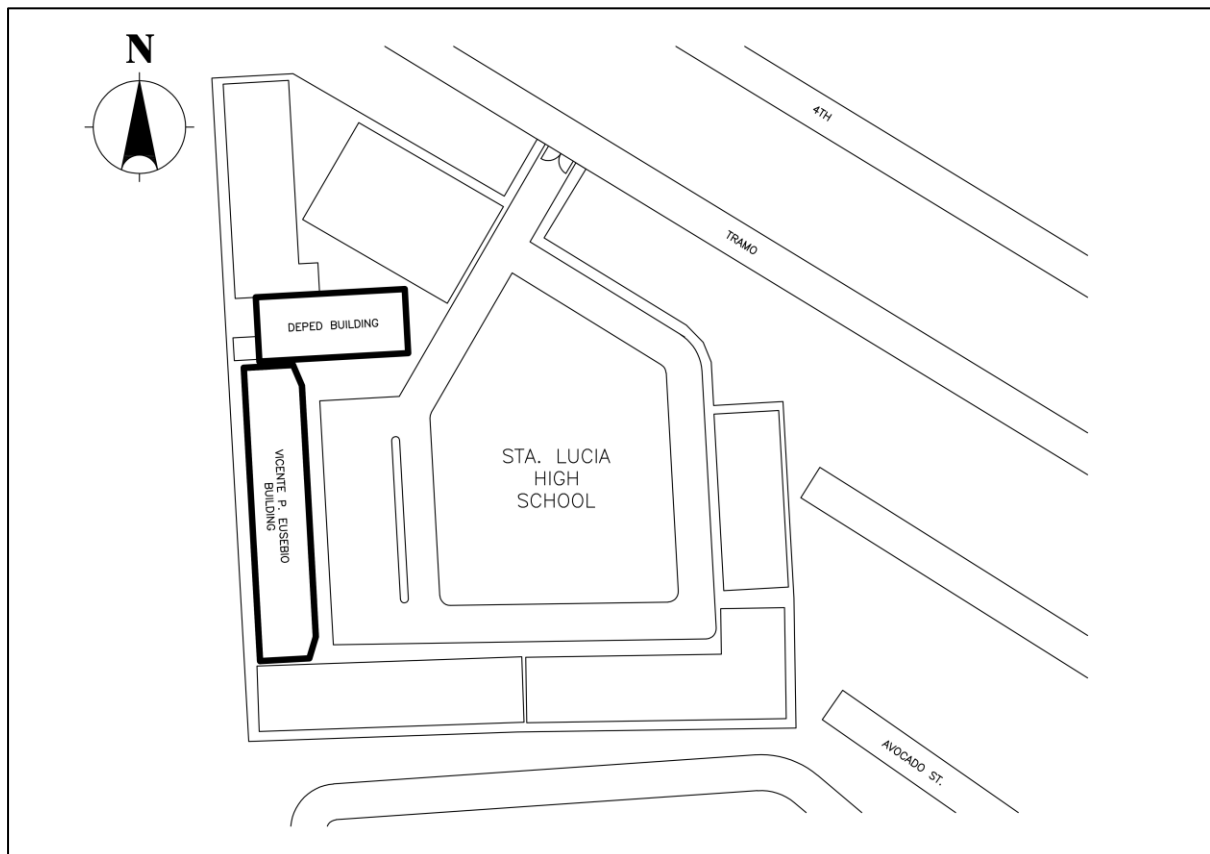 N
4TH
TRAMO
DEPED BUILDING
VICENTE P. EUSEBIO
BUILDING
STA. LUCIA
HIGH
SCHOOL
AVOCADO ST.